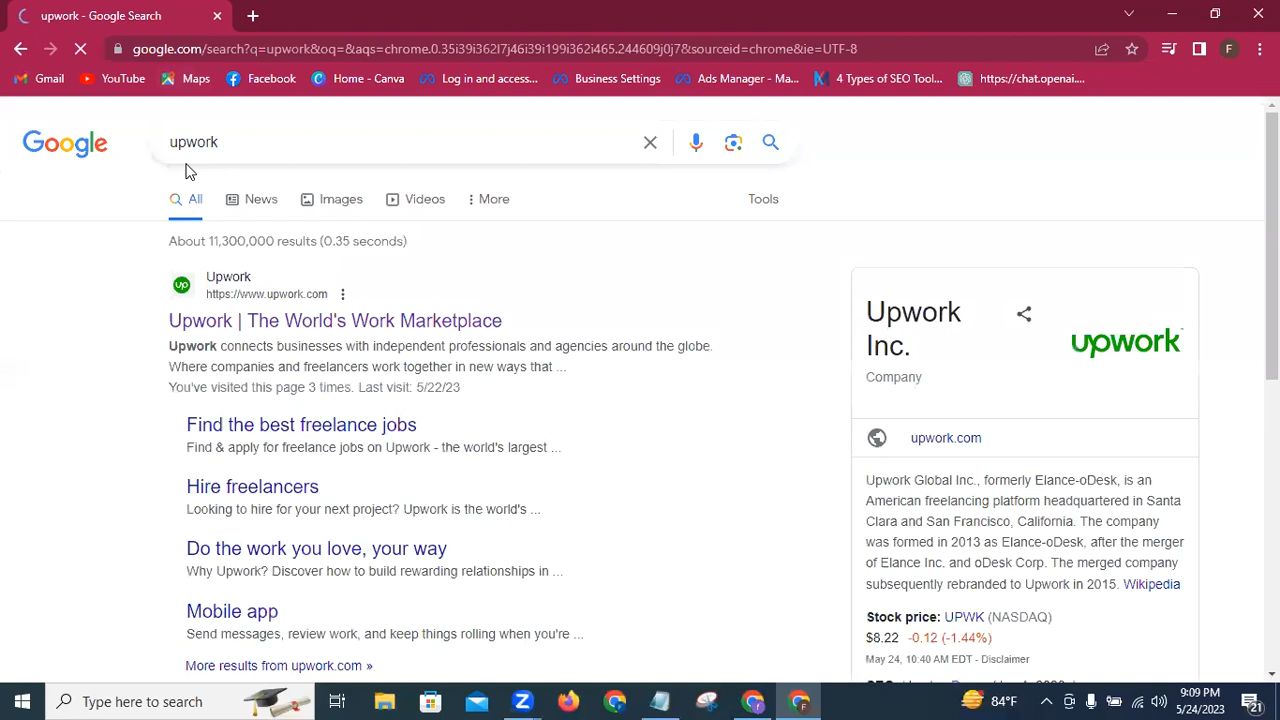 upwork - Google Search
google.com/search?q=upwork&oq=&aqs=chrome.0.35i39i362l7j46i39i199i362i465.244609j0j7&sourceid=chrome&ie=UTF-8
F
Gmail
YouTube
Maps
Facebook
Home - Canva
Log in and access...
Business Settings
Ads Manager - Ma...
4 Types of SEO Tool...
https://chat.openai....
Google
upwork
All
News
Images
Videos
More
Tools
About 11,300,000 results (0.35 seconds)
up
Upwork
https://www.upwork.com
Upwork | The World's Work Marketplace
Upwork connects businesses with independent professionals and agencies around the globe.
Where companies and freelancers work together in new ways that ...
You've visited this page 3 times. Last visit: 5/22/23
Find the best freelance jobs
Find & apply for freelance jobs on Upwork - the world's largest ...
Hire freelancers
Looking to hire for your next project? Upwork is the world's ...
Do the work you love, your way
Why Upwork? Discover how to build rewarding relationships in ...
Mobile app
Send messages, review work, and keep things rolling when you're ...
More results from upwork.com »
Upwork
Inc.
Company
upwork
upwork.com
Upwork Global Inc., formerly Elance-oDesk, is an
American freelancing platform headquartered in Santa
Clara and San Francisco, California. The company
was formed in 2013 as Elance-oDesk, after the merger
of Elance Inc. and oDesk Corp. The merged company
subsequently rebranded to Upwork in 2015. Wikipedia
Stock price: UPWK (NASDAQ)
$8.22 -0.12 (-1.44%)
May 24, 10:40 AM EDT - Disclaimer
Type here to search
84°F
9:09 PM
5/24/2023
21